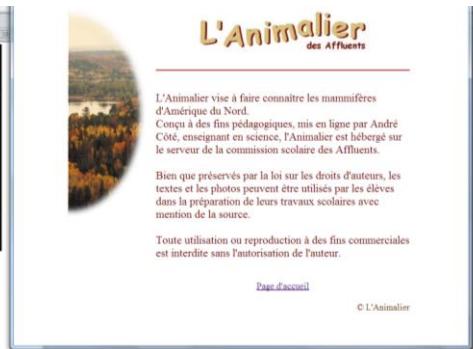 L'Animalier
des Affluents
L'Animalier vise à faire connaître les mammifères
d'Amérique du Nord.
Conçu à des fins pédagogiques, mis en ligne par André
Côté, enseignant en science, l'Animalier est hébergé sur
le serveur de la commission scolaire des Affluents.
Bien que préservés par la loi sur les droits d'auteurs, les
textes et les photos peuvent être utilisés par les élèves
dans la préparation de leurs travaux scolaires avec
mention de la source.
Toute utilisation ou reproduction à des fins commerciales
est interdite sans l'autorisation de l'auteur.
Page d'accueil
© L'Animalier